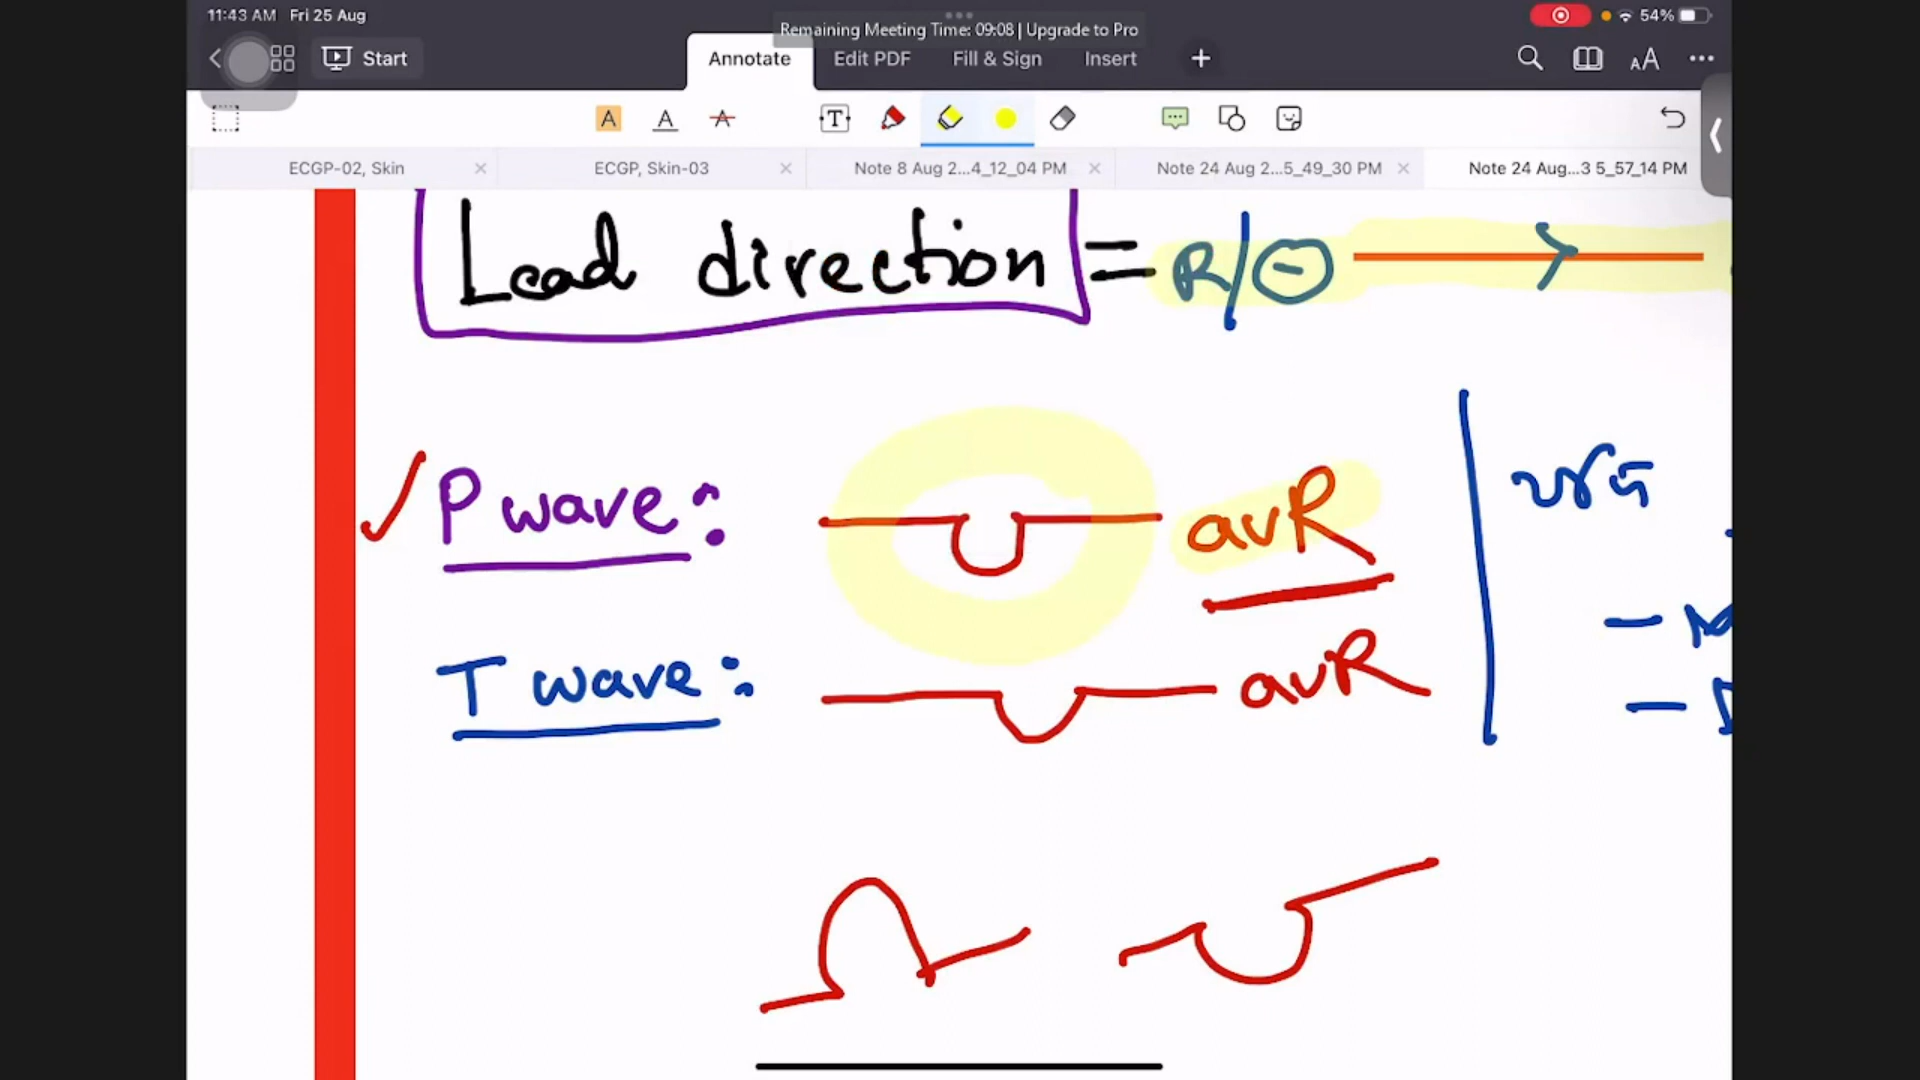 11:43 AM Fri 25 Aug
Remaining Meeting Time: 09:08 | Upgrade to Pro
54%
Start
Annotate
Edit PDF
Fill & Sign
Insert
ECGP-02, Skin
ECGP, Skin-03
Note 8 Aug 2...4_12_04 PM
Note 24 Aug 2...5_49_30 PM
Note 24 Aug...3 5_57_14 PM
Lead direction = R/⊖
P wave: avR
T wave: avR